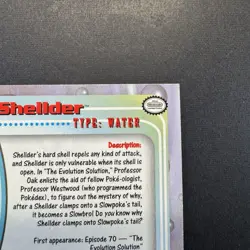 Shellder™
TYPE: WATER
Description:
Shellder's hard shell repels any kind of attack,
and Shellder is only vulnerable when its shell is
open. In "The Evolution Solution," Professor
Oak enlists the aid of fellow Poké-ologist,
Professor Westwood (who programmed the
Pokédex), to figure out the mystery of why,
after a Shellder clamps onto a Slowpoke's tail,
it becomes a Slowbro! Do you know why
Shellder clamps onto Slowpoke's tail?
First appearance: Episode 70 — "The
Evolution Solution"